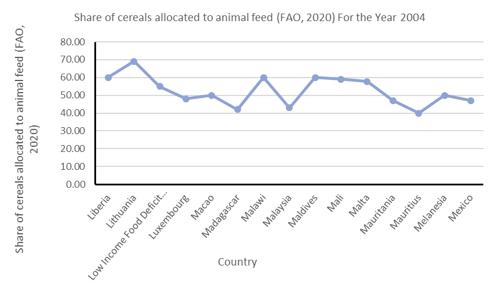 Share of cereals allocated to animal feed (FAO, 2020) For the Year 2004
Share of cereals allocated to animal feed (FAO,
2020)
80.00
70.00
60.00
50.00
40.00
30.00
20.00
10.00
0.00
Liberia
Lithuania
Low Income Food Deficit...
Luxembourg
Macao
Madagascar
Malawi
Malaysia
Maldives
Mali
Malta
Mauritania
Mauritius
Melanesia
Mexico
Country